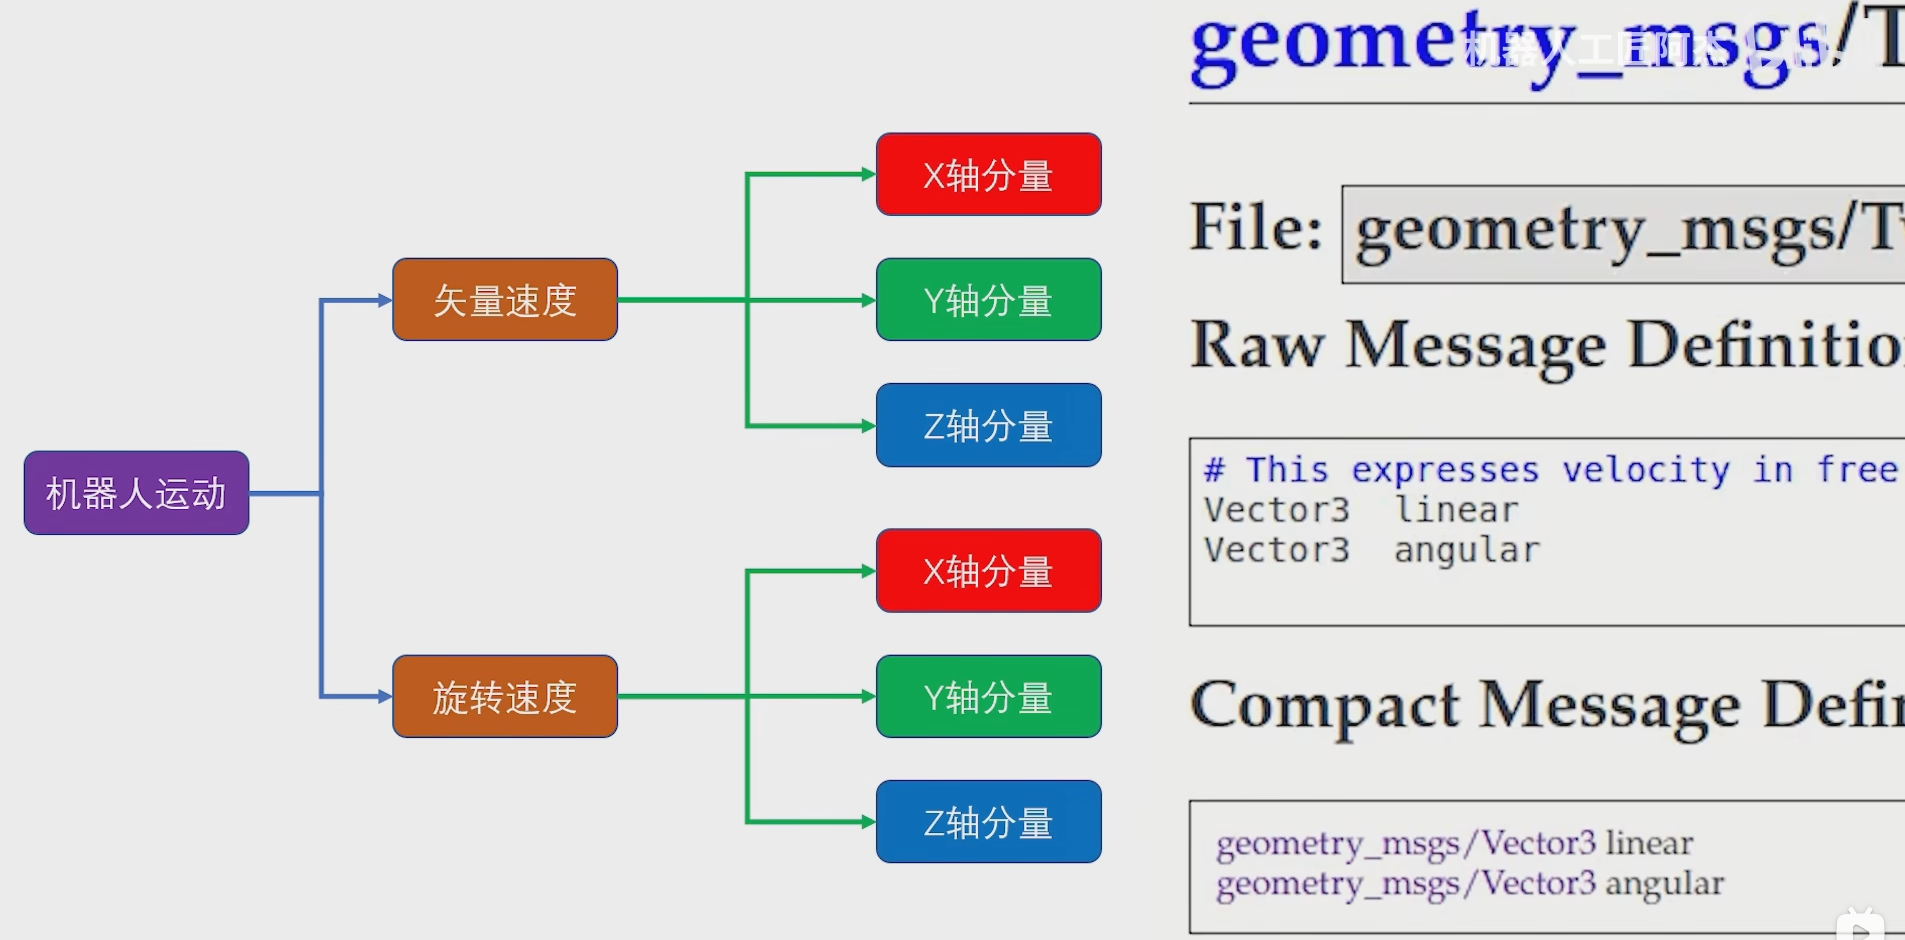 机器人运动
矢量速度
X轴分量
Y轴分量
Z轴分量
旋转速度
X轴分量
Y轴分量
Z轴分量
geometry_msgs/T
机器人工匠阿杰
File: geometry_msgs/Tw
Raw Message Definitio
# This expresses velocity in free
Vector3 linear
Vector3 angular
Compact Message Defin
geometry_msgs/Vector3 linear
geometry_msgs/Vector3 angular